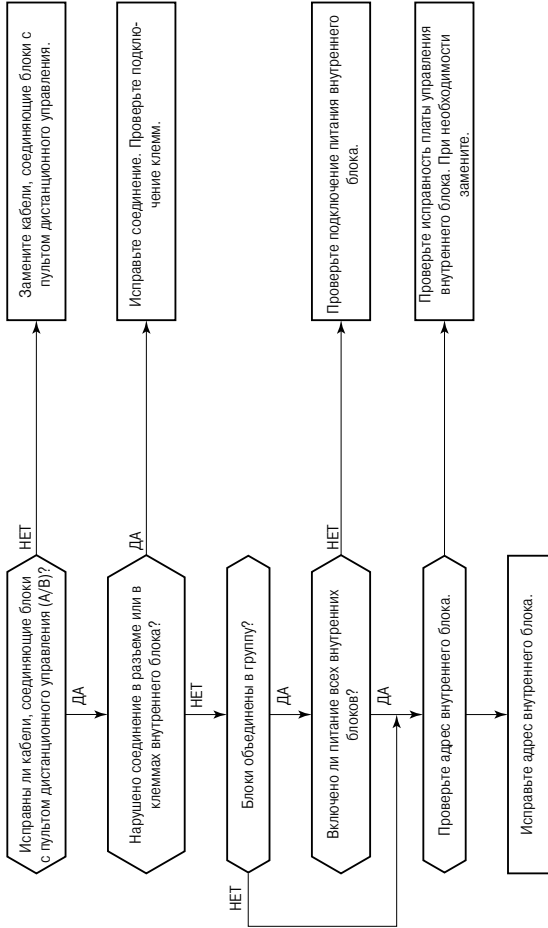 Исправны ли кабели, соединяющие блоки
с пультом дистанционного управления (А/В)?
НЕТ
Замените кабели, соединяющие блоки с
пультом дистанционного управления.
ДА
Нарушено соединение в разъеме или в
клеммах внутреннего блока?
ДА
Исправьте соединение. Проверьте подклю-
чение клемм.
НЕТ
Блоки объединены в группу?
НЕТ
ДА
Включено ли питание всех внутренних
блоков?
НЕТ
Проверьте подключение питания внутреннего
блока.
ДА
Проверьте адрес внутреннего блока.
Проверьте исправность платы управления
внутреннего блока. При необходимости
замените.
Исправьте адрес внутреннего блока.